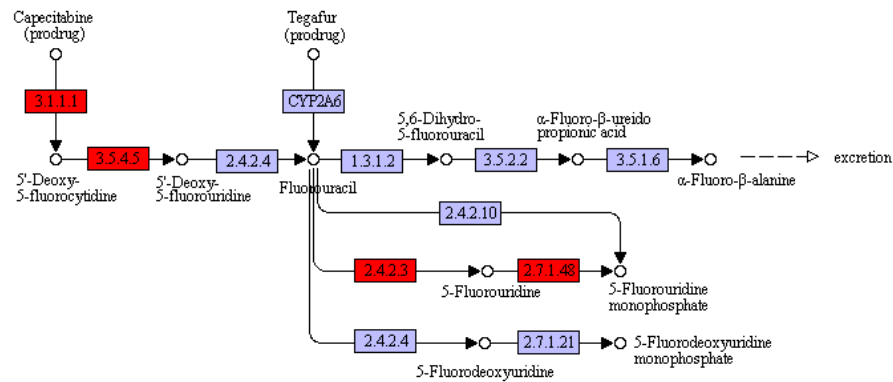 Capecitabine
(prodrug)
Tegafur
(prodrug)
3.1.1.1
CYP2A6
5,6-Dihydro-
5-fluorouracil
α-Fluoro-β-ureido
propionic acid
3.5.4.5
2.4.2.4
1.3.1.2
3.5.2.2
3.5.1.6
excretion
5'-Deoxy-
5-fluorocytidine
5'-Deoxy-
5-fluorouridine
Fluorouracil
α-Fluoro-β-alanine
2.4.2.10
2.4.2.3
2.7.1.48
5-Fluorouridine
5-Fluorouridine
monophosphate
2.4.2.4
2.7.1.21
5-Fluorodeoxyuridine
monophosphate
5-Fluorodeoxyuridine